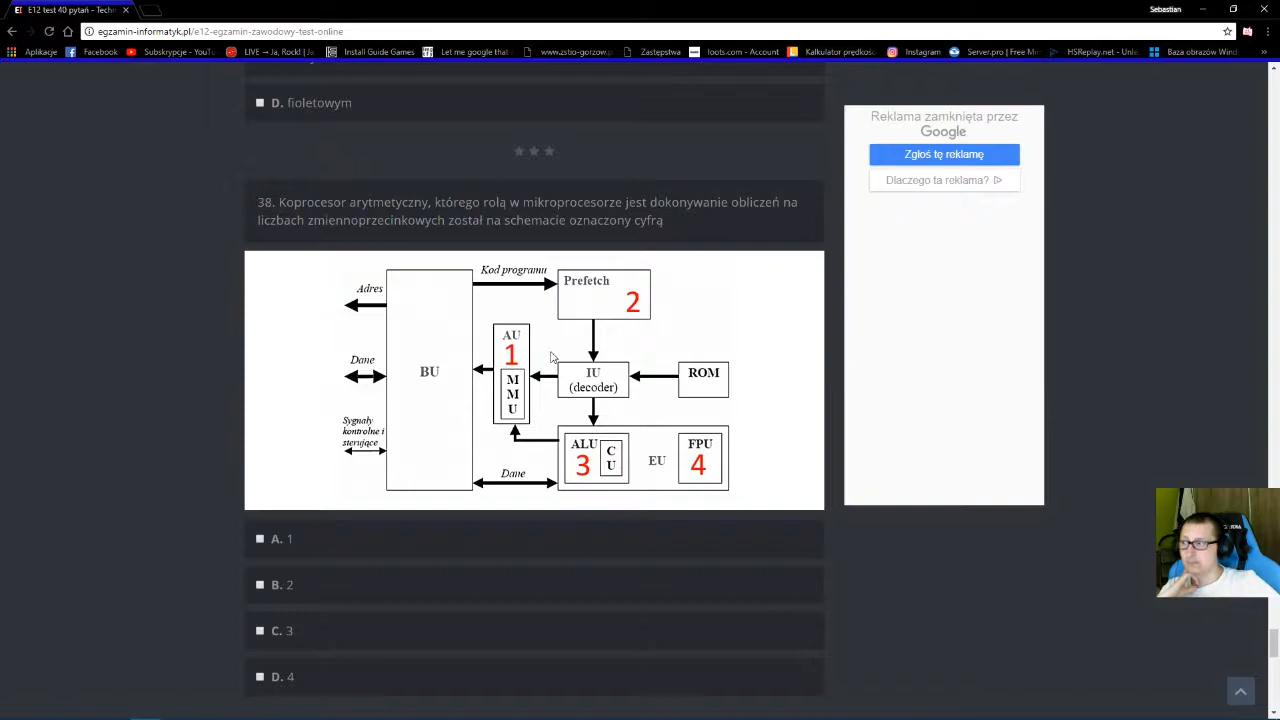 E12 test 40 pytań - Techn
Sebastian
egzamin-informatyk.pl/e12-egzamin-zawodowy-test-online
Aplikacje Facebook Subskrypcje - YouTu LIVE → Ja, Rock! | Ja Install Guide Games Let me google that www.zstio-gorzow.p Zastępstwa loots.com - Account Kalkulator prędkośc Instagram Server.pro | Free Min HSReplay.net - Unle Baza obrazów Wind
D. fioletowym
Reklama zamknięta przez
Google
Zgłoś tę reklamę
Dlaczego ta reklama?
38. Koprocesor arytmetyczny, którego rolą w mikroprocesorze jest dokonywanie obliczeń na
liczbach zmiennoprzecinkowych został na schemacie oznaczony cyfrą
Kod programu
Prefetch
2
Adres
AU
1
M
M
U
Dane
BU
IU
(decoder)
ROM
Sygnały
kontrolne i
sterujące
ALU
3
C
U
EU
FPU
4
Dane
A. 1
B. 2
C. 3
D. 4